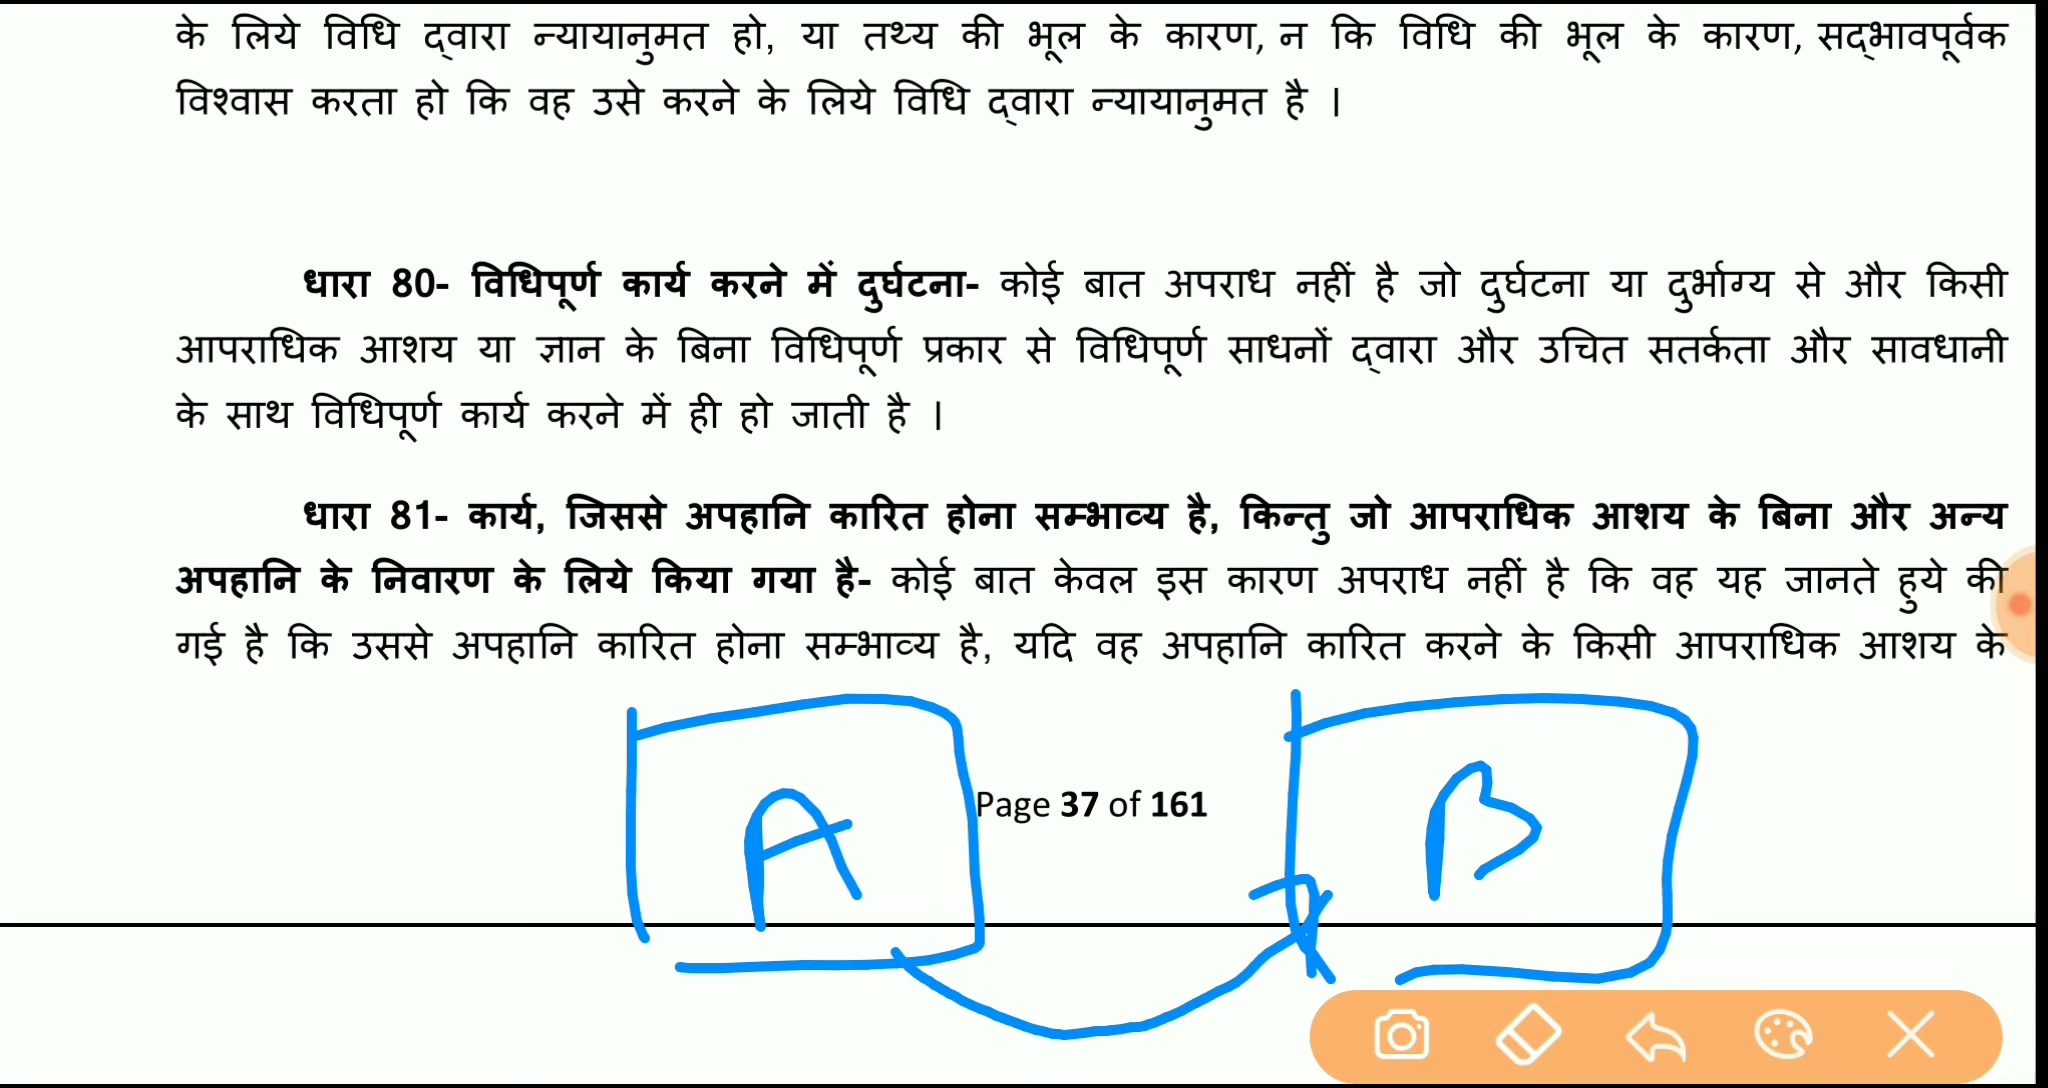 के लिये विधि द्वारा न्यायानुमत हो, या तथ्य की भूल के कारण, न कि विधि की भूल के कारण, सद्भावपूर्वक
विश्वास करता हो कि वह उसे करने के लिये विधि द्वारा न्यायानुमत है ।
धारा 80- विधिपूर्ण कार्य करने में दुर्घटना- कोई बात अपराध नहीं है जो दुर्घटना या दुर्भाग्य से और किसी
आपराधिक आशय या ज्ञान के बिना विधिपूर्ण प्रकार से विधिपूर्ण साधनों द्वारा और उचित सतर्कता और सावधानी
के साथ विधिपूर्ण कार्य करने में ही हो जाती है ।
धारा 81- कार्य, जिससे अपहानि कारित होना सम्भाव्य है, किन्तु जो आपराधिक आशय के बिना और अन्य
अपहानि के निवारण के लिये किया गया है- कोई बात केवल इस कारण अपराध नहीं है कि वह यह जानते हुये की
गई है कि उससे अपहानि कारित होना सम्भाव्य है, यदि वह अपहानि कारित करने के किसी आपराधिक आशय के
A B
Page 37 of 161